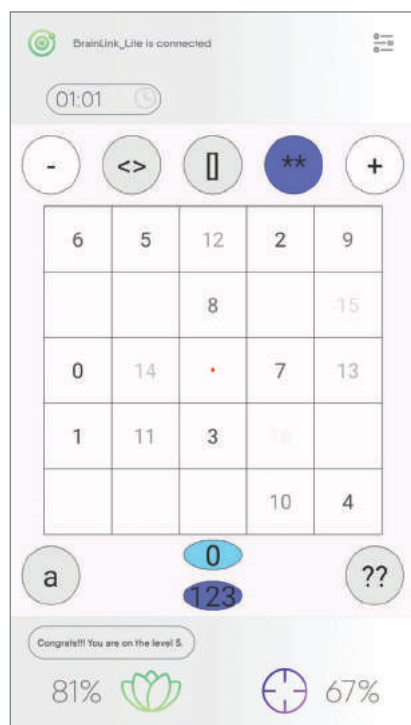 BrainLink_Lite is connected
01:01
- <> [] ** +
6 5 12 2 9
8 15
0 14 7 13
1 11 3 16
10 4
0
a ??
123
Congrats!!! You are on the level 5.
81% 67%